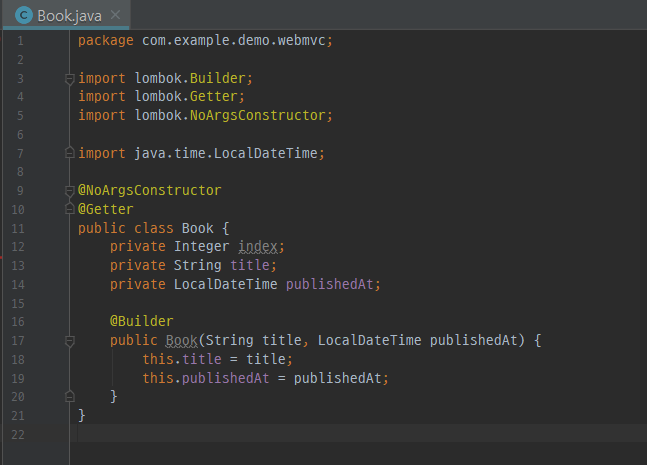 Book.java
1 package com.example.demo.webmvc;
2
3 import lombok.Builder;
4 import lombok.Getter;
5 import lombok.NoArgsConstructor;
6
7 import java.time.LocalDateTime;
8
9 @NoArgsConstructor
10 @Getter
11 public class Book {
12     private Integer index;
13     private String title;
14     private LocalDateTime publishedAt;
15
16     @Builder
17     public Book(String title, LocalDateTime publishedAt) {
18         this.title = title;
19         this.publishedAt = publishedAt;
20     }
21 }
22